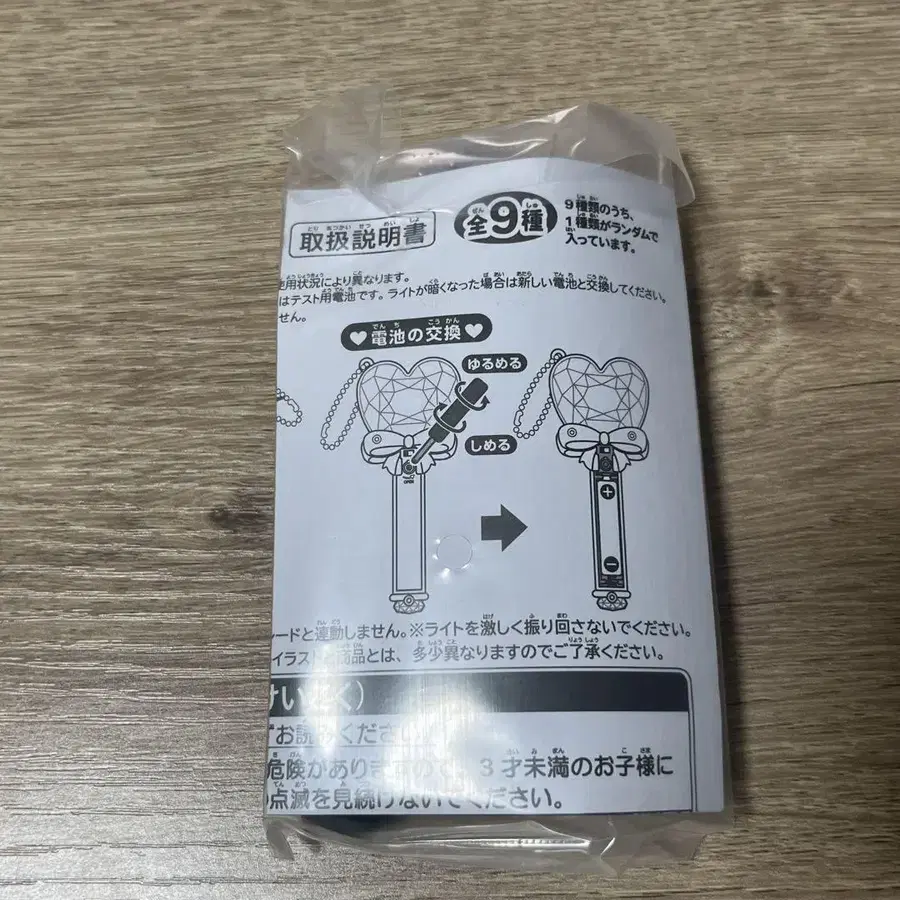 取扱説明書
全9種
9種類のうち、
1種類がランダムで
入っています。
使用状況により異なります。
はテスト用電池です。ライトが暗くなった場合は新しい電池と交換してください。
せん。
電池の交換
ゆるめる
しめる
OPEN
+
−
ードと連動しません。※ライトを激しく振り回さないでください。
イラストと商品とは、多少異なりますのでご了承ください。
けいこく)
お読みください
危険がありますので、3才未満のお子様に
点滅を見続けないでください。